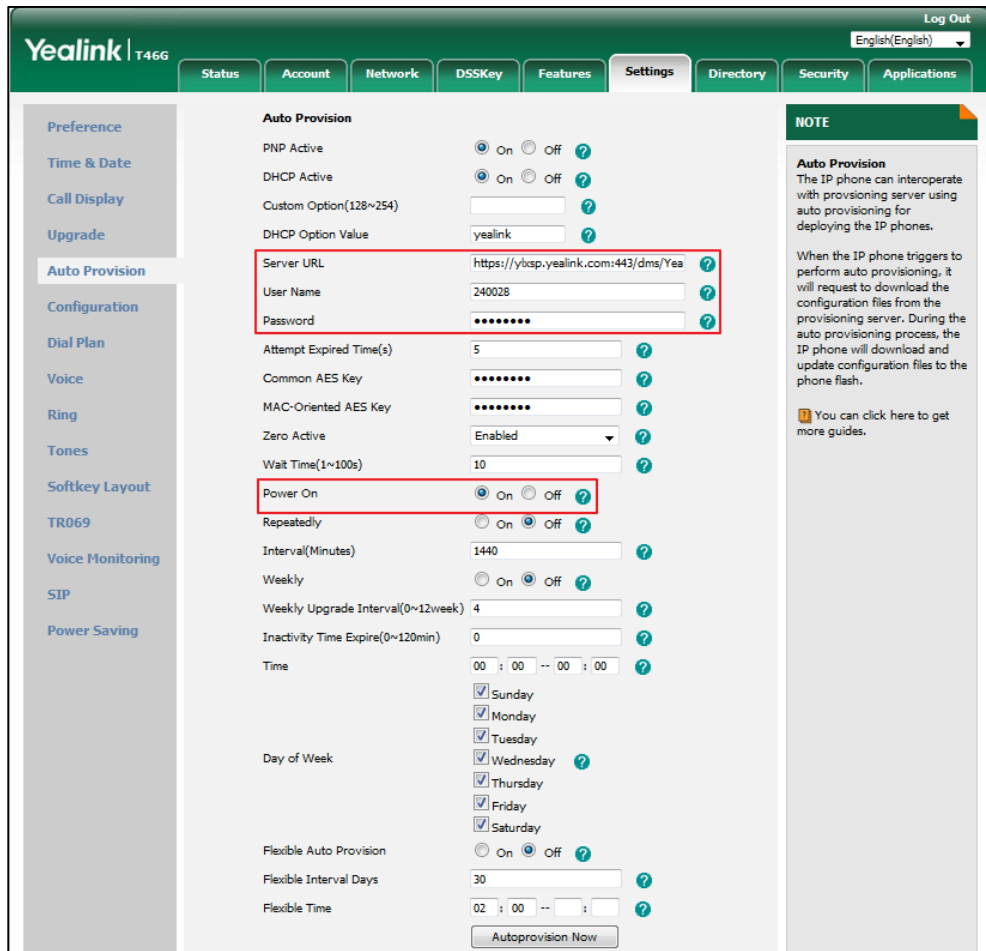 Log Out
Yealink | T46G
English(English)
Status Account Network DSSKey Features Settings Directory Security Applications
Preference
Time & Date
Call Display
Upgrade
Auto Provision
Configuration
Dial Plan
Voice
Ring
Tones
Softkey Layout
TR069
Voice Monitoring
SIP
Power Saving
Auto Provision
PNP Active On Off ?
DHCP Active On Off ?
Custom Option(128~254) ?
DHCP Option Value yealink ?
Server URL https://ylxsp.yealink.com:443/dms/Yea ?
User Name 240028 ?
Password •••••••• ?
Attempt Expired Time(s) 5 ?
Common AES Key •••••••• ?
MAC-Oriented AES Key •••••••• ?
Zero Active Enabled ?
Wait Time(1~100s) 10 ?
Power On On Off ?
Repeatedly On Off ?
Interval(Minutes) 1440 ?
Weekly On Off ?
Weekly Upgrade Interval(0~12week) 4 ?
Inactivity Time Expire(0~120min) 0 ?
Time 00 : 00 -- 00 : 00 ?
Sunday
Monday
Tuesday
Day of Week Wednesday ?
Thursday
Friday
Saturday
Flexible Auto Provision On Off ?
Flexible Interval Days 30 ?
Flexible Time 02 : 00 -- : ?
Autoprovision Now
NOTE
Auto Provision
The IP phone can interoperate
with provsioning server using
auto provisioning for
deploying the IP phones.
When the IP phone triggers to
perform auto provisioning, it
will request to download the
configuration files from the
provisioning server. During the
auto provisioning process, the
IP phone will download and
update configuration files to the
phone flash.
? You can click here to get
more guides.